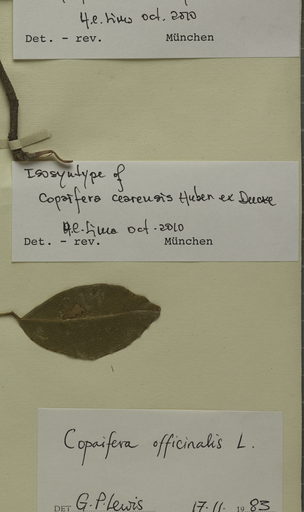 H.C. Lima oct. 2010
Det. - rev. München
Isosyntype of
Copaifera cearensis Huber ex Ducke
H.C. Lima oct. 2010
Det. - rev. München
Copaifera officinalis L.
DET. G.P. Lewis 17.11. 1983